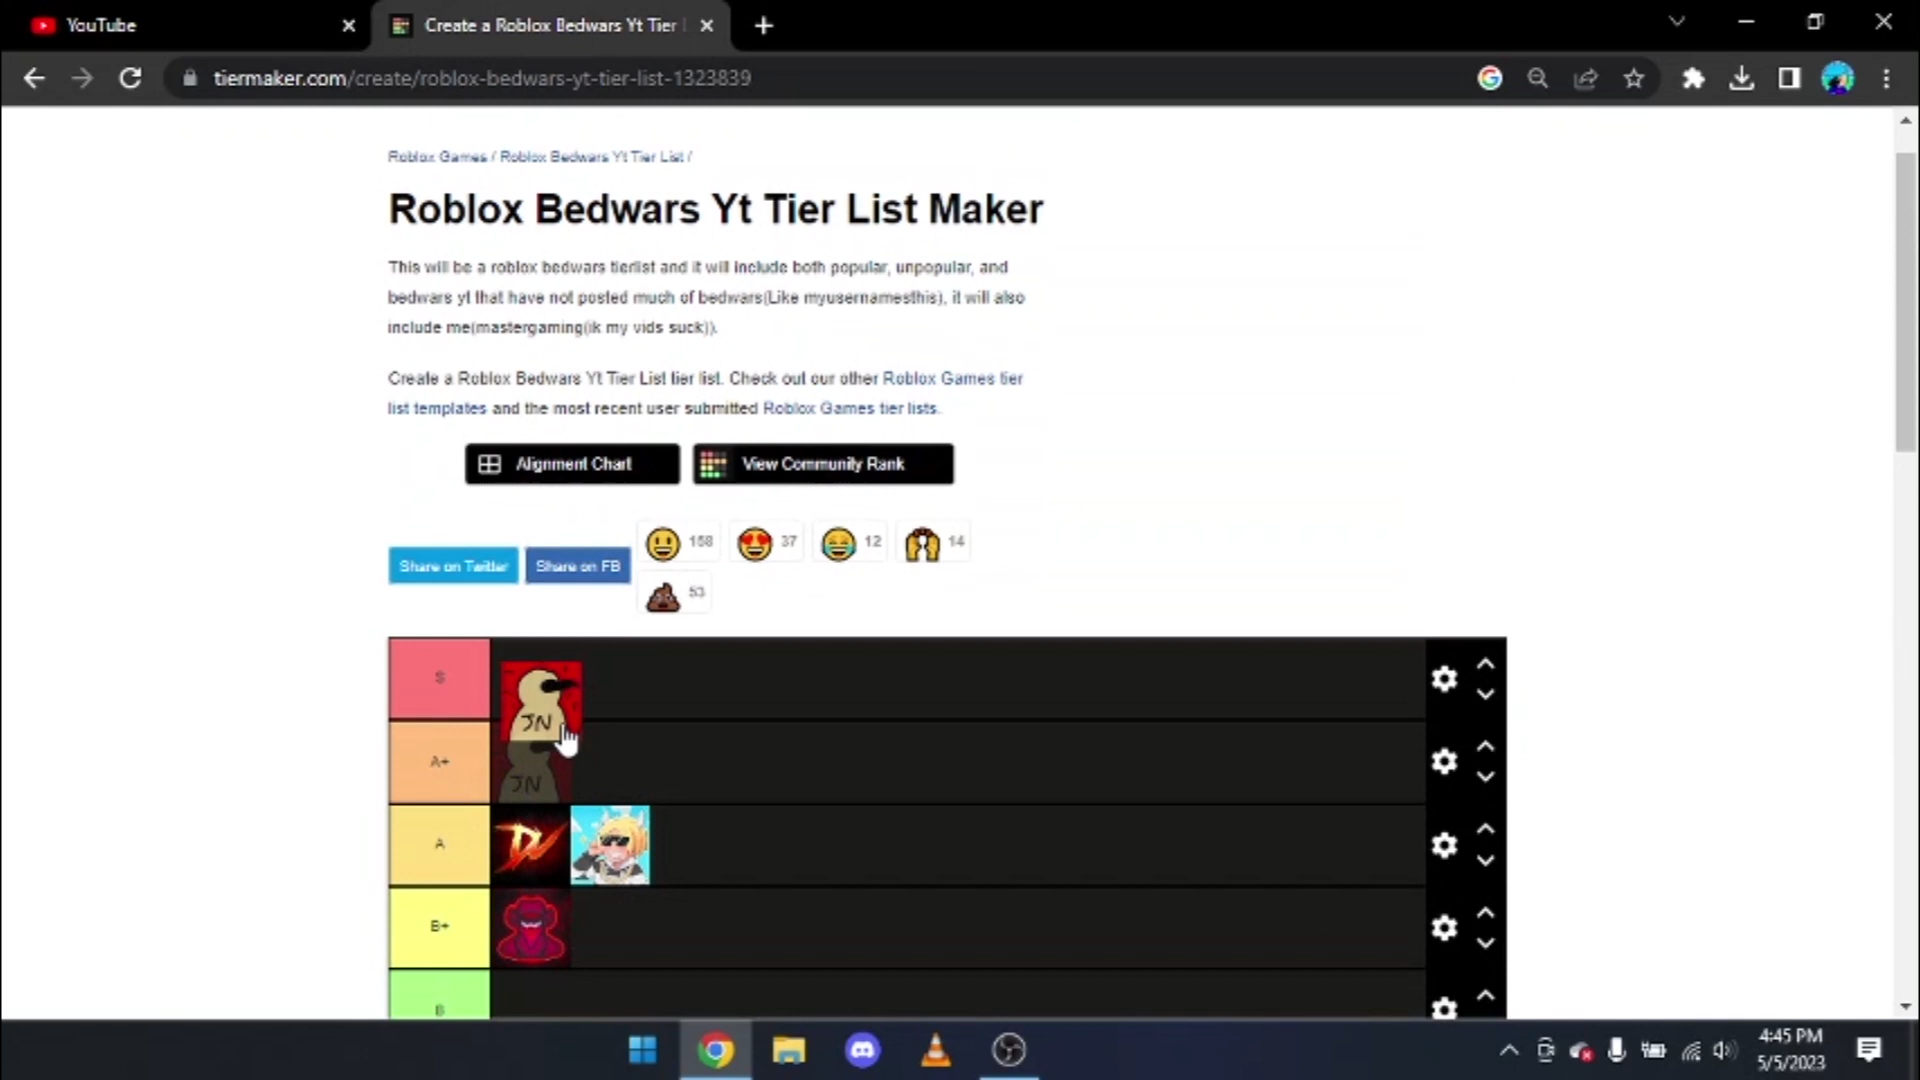 YouTube
Create a Roblox Bedwars Yt Tier
tiermaker.com/create/roblox-bedwars-yt-tier-list-1323839
Roblox Games / Roblox Bedwars Yt Tier List /
Roblox Bedwars Yt Tier List Maker
This will be a roblox bedwars tierlist and it will include both popular, unpopular, and
bedwars yt that have not posted much of bedwars(Like myusernamesthis), it will also
include me(mastergaming(ik my vids suck)).
Create a Roblox Bedwars Yt Tier List tier list. Check out our other Roblox Games tier
list templates and the most recent user submitted Roblox Games tier lists.
Alignment Chart
View Community Rank
158
37
12
14
Share on Twitter
Share on FB
53
S
JN
A+
JN
A
DV
B+
B
4:45 PM
5/5/2023